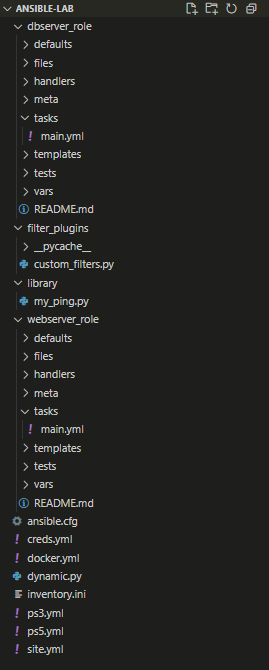 ANSIBLE-LAB
dbserver_role
defaults
files
handlers
meta
tasks
main.yml
templates
tests
vars
README.md
filter_plugins
__pycache__
custom_filters.py
library
my_ping.py
webserver_role
defaults
files
handlers
meta
tasks
main.yml
templates
tests
vars
README.md
ansible.cfg
creds.yml
docker.yml
dynamic.py
inventory.ini
ps3.yml
ps5.yml
site.yml